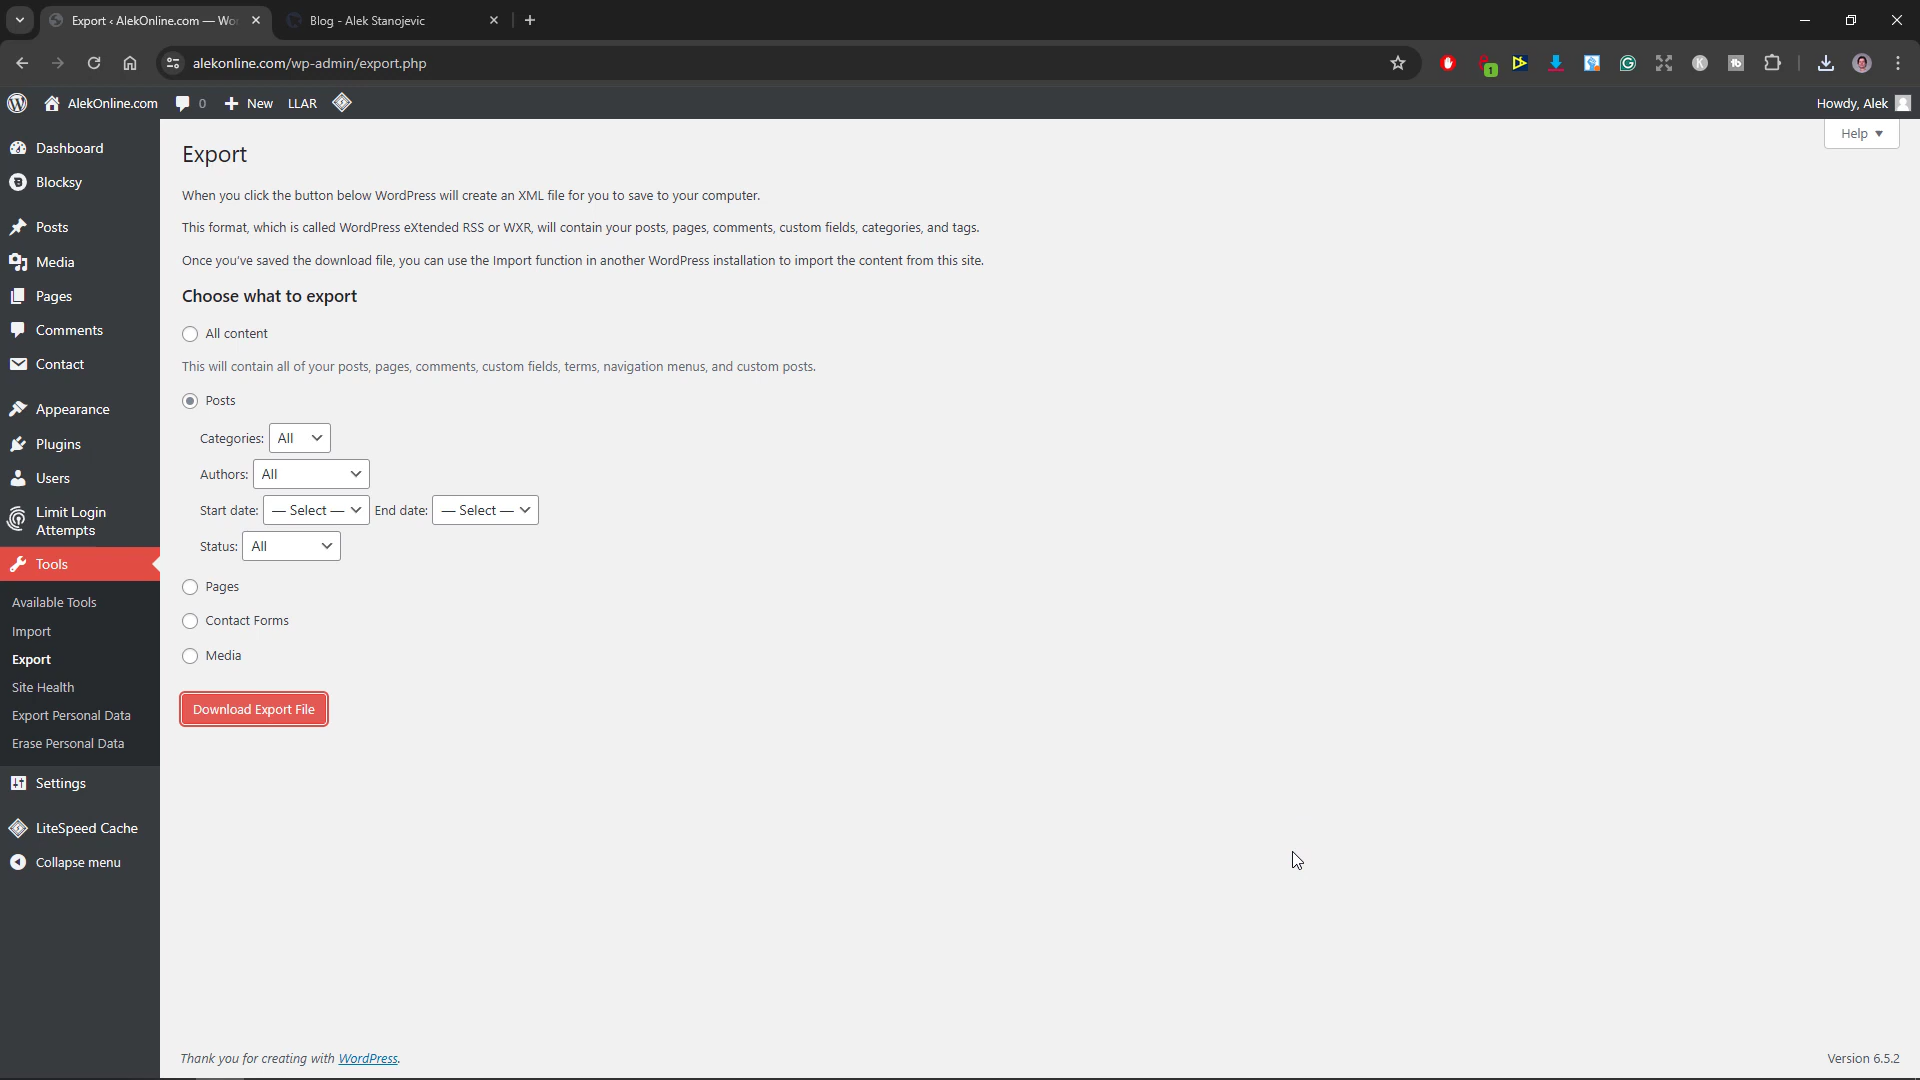 Export ‹ AlekOnline.com — Wo
Blog - Alek Stanojevic
alekonline.com/wp-admin/export.php
1
AlekOnline.com
0
New
LLAR
Howdy, Alek
Help
Dashboard
Blocksy
Posts
Media
Pages
Comments
Contact
Appearance
Plugins
Users
Limit Login
Attempts
Tools
Available Tools
Import
Export
Site Health
Export Personal Data
Erase Personal Data
Settings
LiteSpeed Cache
Collapse menu
Export
When you click the button below WordPress will create an XML file for you to save to your computer.
This format, which is called WordPress eXtended RSS or WXR, will contain your posts, pages, comments, custom fields, categories, and tags.
Once you’ve saved the download file, you can use the Import function in another WordPress installation to import the content from this site.
Choose what to export
All content
This will contain all of your posts, pages, comments, custom fields, terms, navigation menus, and custom posts.
Posts
Categories: All
Authors: All
Start date: — Select — End date: — Select —
Status: All
Pages
Contact Forms
Media
Download Export File
Thank you for creating with WordPress.
Version 6.5.2